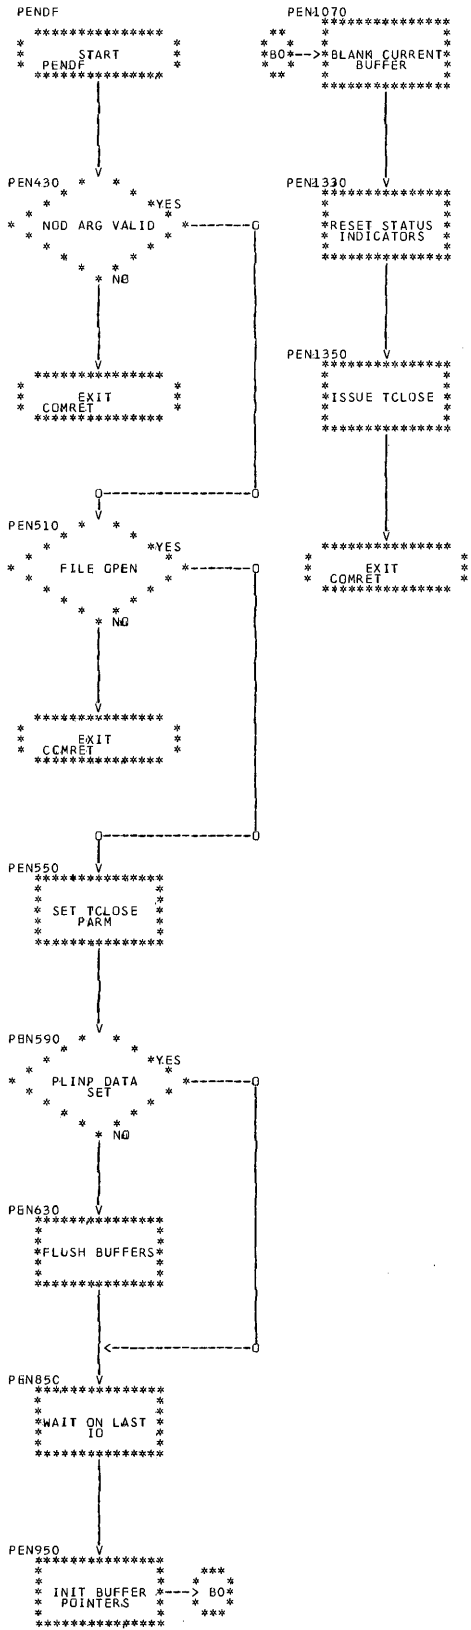 PENDF
START
PENDF
PEN430
YES
NOD ARG VALID
NO
EXIT
COMRET
PEN510
YES
FILE OPEN
NO
EXIT
COMRET
PEN550
SET TCLOSE
PARM
PEN590
YES
PLINP DATA
SET
NO
PEN630
FLUSH BUFFERS
PEN850
WAIT ON LAST
IO
PEN950
INIT BUFFER
POINTERS
BO
PEN1070
BO
BLANK CURRENT
BUFFER
PEN1330
RESET STATUS
INDICATORS
PEN1350
ISSUE TCLOSE
EXIT
COMRET